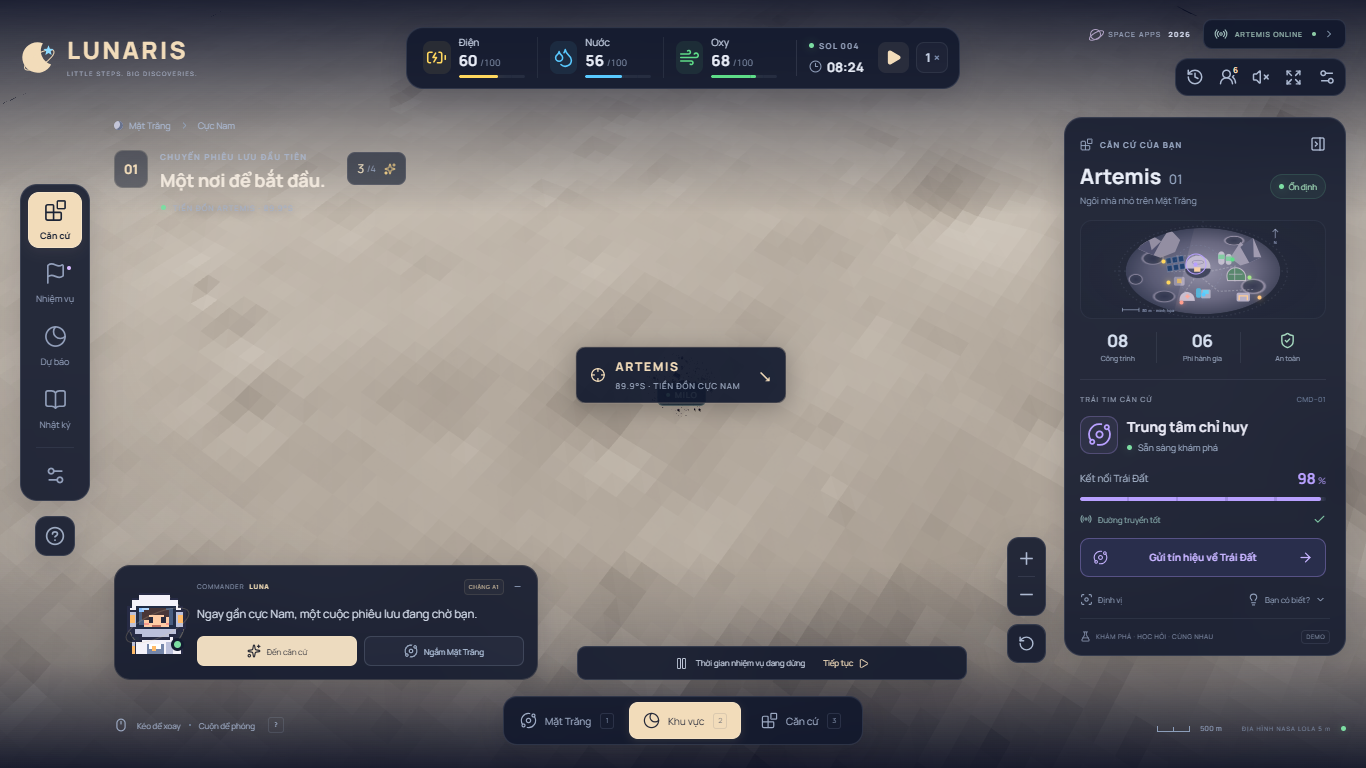 LUNARIS
LITTLE STEPS. BIG DISCOVERIES.
Điện
60 /100
Nước
56 /100
Oxy
68 /100
SOL 004
08:24
1 ×
SPACE APPS 2026
ARTEMIS ONLINE
6
Mặt Trăng
Cực Nam
01
CHUYẾN PHIÊU LƯU ĐẦU TIÊN
Một nơi để bắt đầu.
3 /4
Căn cứ
Nhiệm vụ
Dự báo
Nhật ký
ARTEMIS
89.9°S · TIỀN ĐỒN CỰC NAM
MILO
CĂN CỨ CỦA BẠN
Artemis 01
Ngôi nhà nhỏ trên Mặt Trăng
Ổn định
N
08
Công trình
06
Phi hành gia
An toàn
TRÁI TIM CĂN CỨ
CMD-01
Trung tâm chỉ huy
Sẵn sàng khám phá
Kết nối Trái Đất
98 %
Đường truyền tốt
Gửi tín hiệu về Trái Đất
Định vị
Bạn có biết?
KHÁM PHÁ · HỌC HỎI · CÙNG NHAU
DEMO
COMMANDER LUNA
CHẶNG A1
Ngay gần cực Nam, một cuộc phiêu lưu đang chờ bạn.
Đến căn cứ
Ngắm Mặt Trăng
Thời gian nhiệm vụ đang dừng
Tiếp tục
Kéo để xoay · Cuộn để phóng
?
Mặt Trăng 1
Khu vực 2
Căn cứ 3
500 m
ĐỊA HÌNH NASA LOLA 5 m